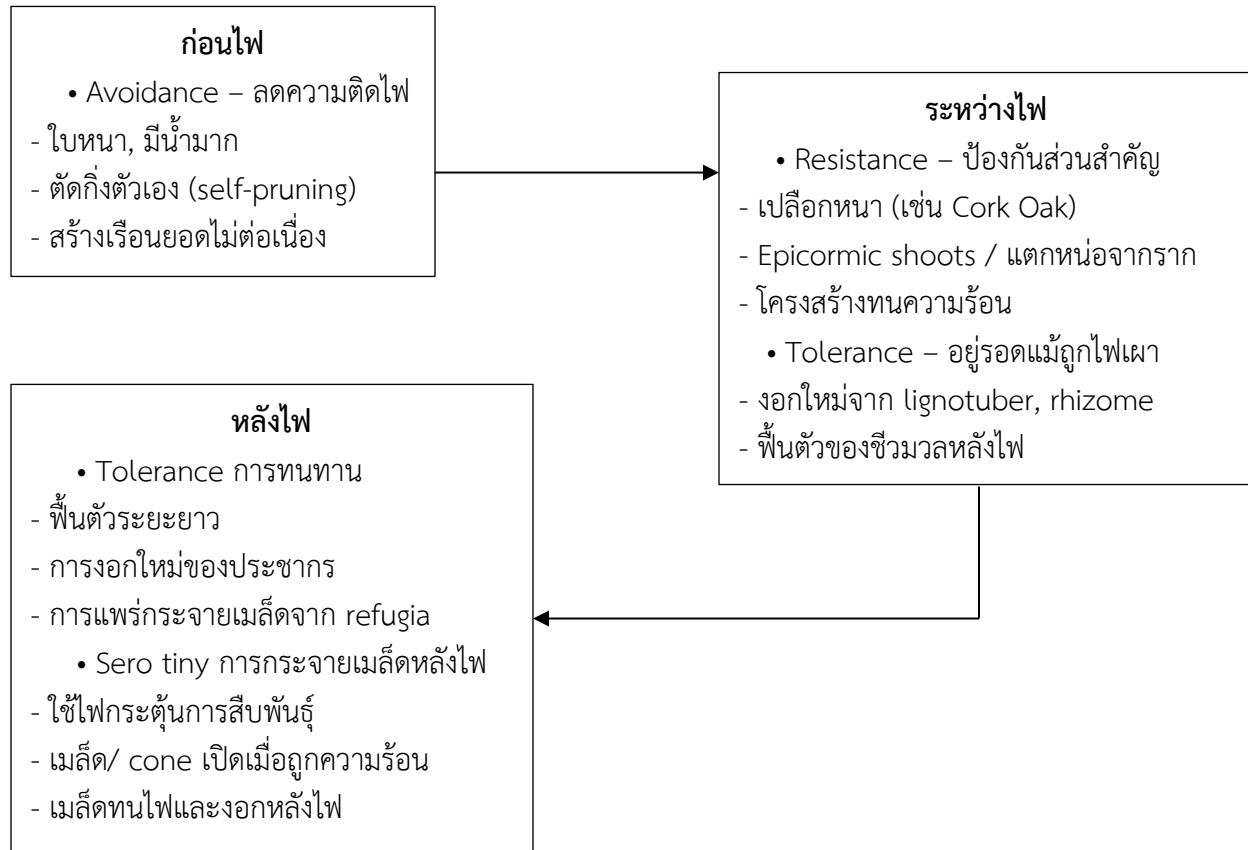 ก่อนไฟ
• Avoidance – ลดความติดไฟ
- ใบหนา, มีน้ำมาก
- ตัดกิ่งตัวเอง (self-pruning)
- สร้างเรือนยอดไม่ต่อเนื่อง
ระหว่างไฟ
• Resistance – ป้องกันส่วนสำคัญ
- เปลือกหนา (เช่น Cork Oak)
- Epicormic shoots / แตกหน่อจากราก
- โครงสร้างทนความร้อน
• Tolerance – อยู่รอดแม้ถูกไฟเผา
- งอกใหม่จาก lignotuber, rhizome
- ฟื้นตัวของชีวมวลหลังไฟ
หลังไฟ
• Tolerance การทนทาน
- ฟื้นตัวระยะยาว
- การงอกใหม่ของประชากร
- การแพร่กระจายเมล็ดจาก refugia
• Sero tiny การกระจายเมล็ดหลังไฟ
- ใช้ไฟกระตุ้นการสืบพันธุ์
- เมล็ด/ cone เปิดเมื่อถูกความร้อน
- เมล็ดทนไฟและงอกหลังไฟ